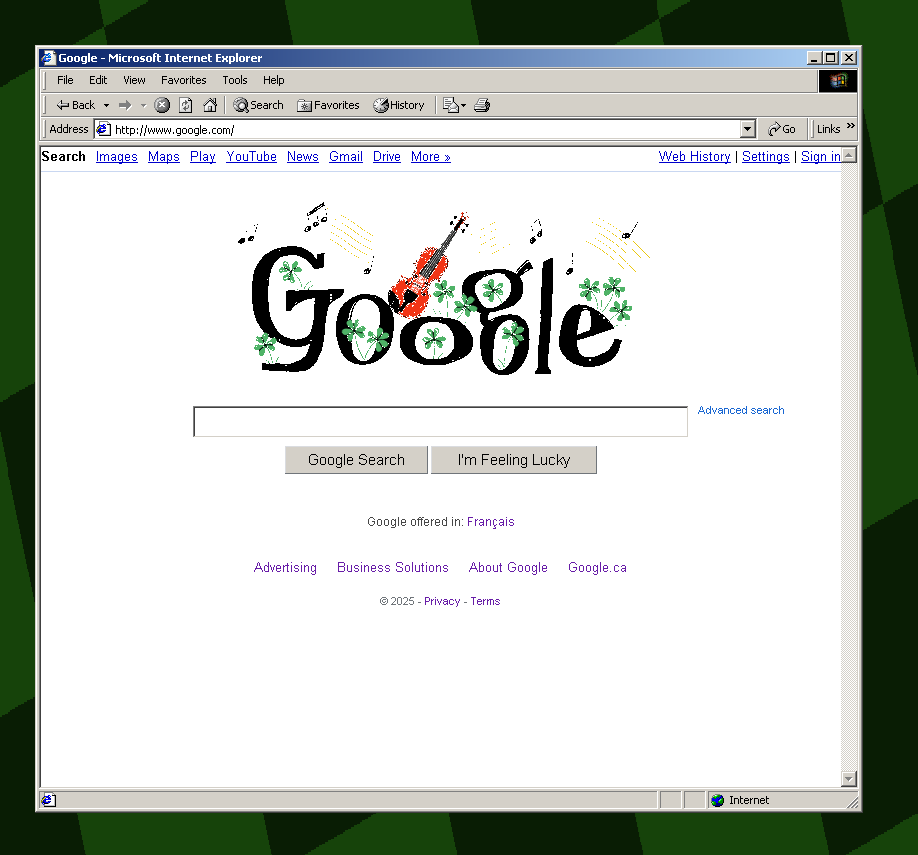 Google - Microsoft Internet Explorer
File Edit View Favorites Tools Help
Back Search Favorites History
Address http://www.google.com/ Go Links »
Search Images Maps Play YouTube News Gmail Drive More » Web History | Settings | Sign in
Google
Advanced search
Google Search I'm Feeling Lucky
Google offered in: Français
Advertising Business Solutions About Google Google.ca
© 2025 - Privacy - Terms
Internet